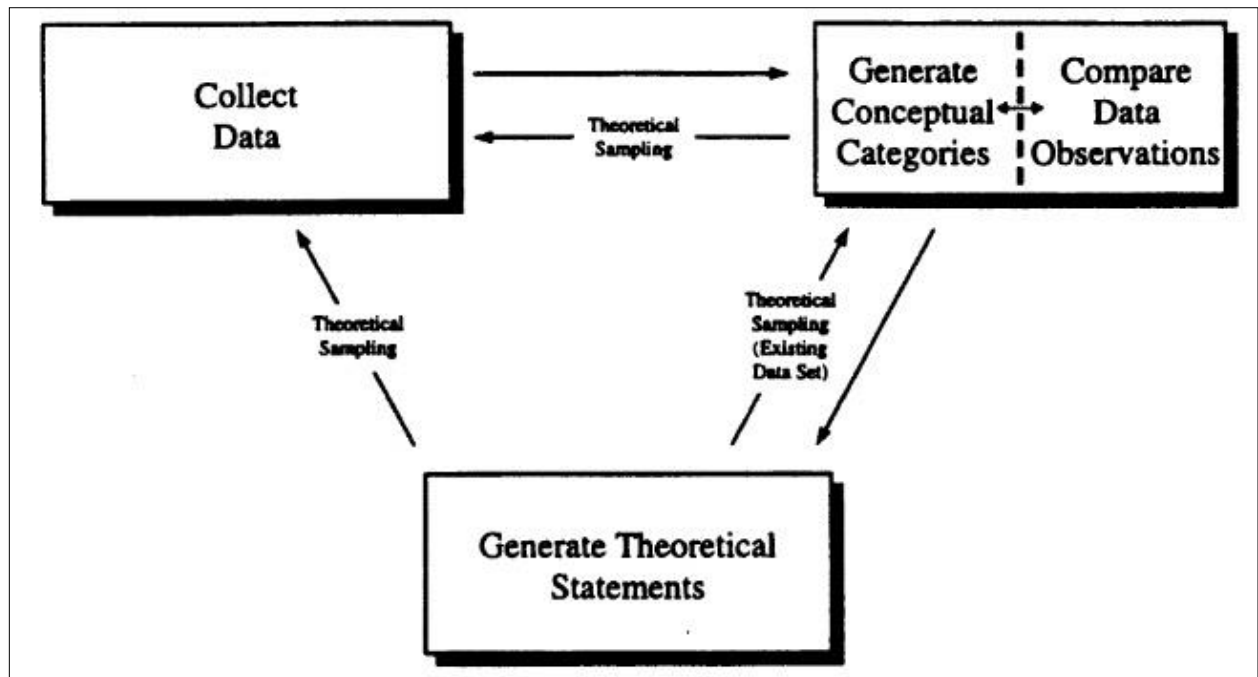 Collect
Data
Generate
Conceptual
Categories
Compare
Data
Observations
Theoretical
Sampling
Theoretical
Sampling
Theoretical
Sampling
(Existing
Data Set)
Generate Theoretical
Statements